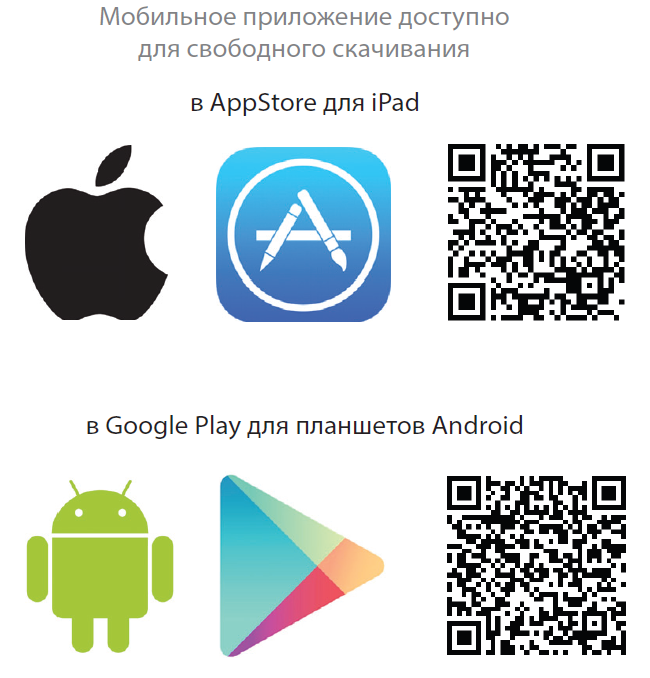 Мобильное приложение доступно
для свободного скачивания
в AppStore для iPad
в Google Play для планшетов Android